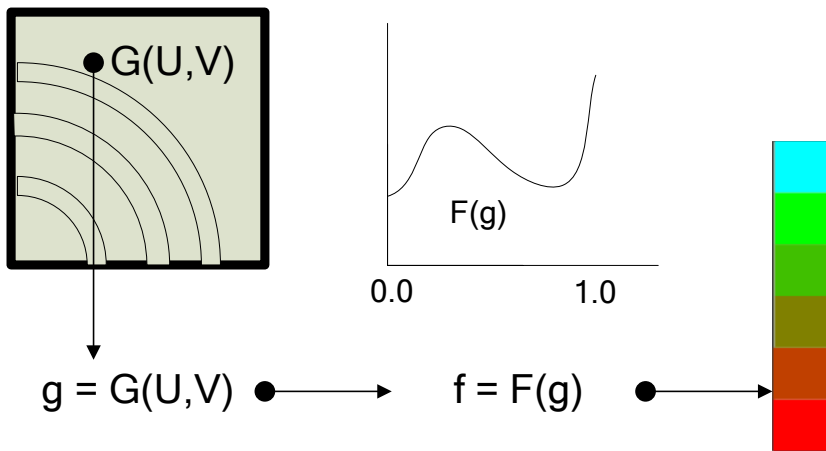 G(U,V)
F(g)
0.0
1.0
g = G(U,V)
f = F(g)